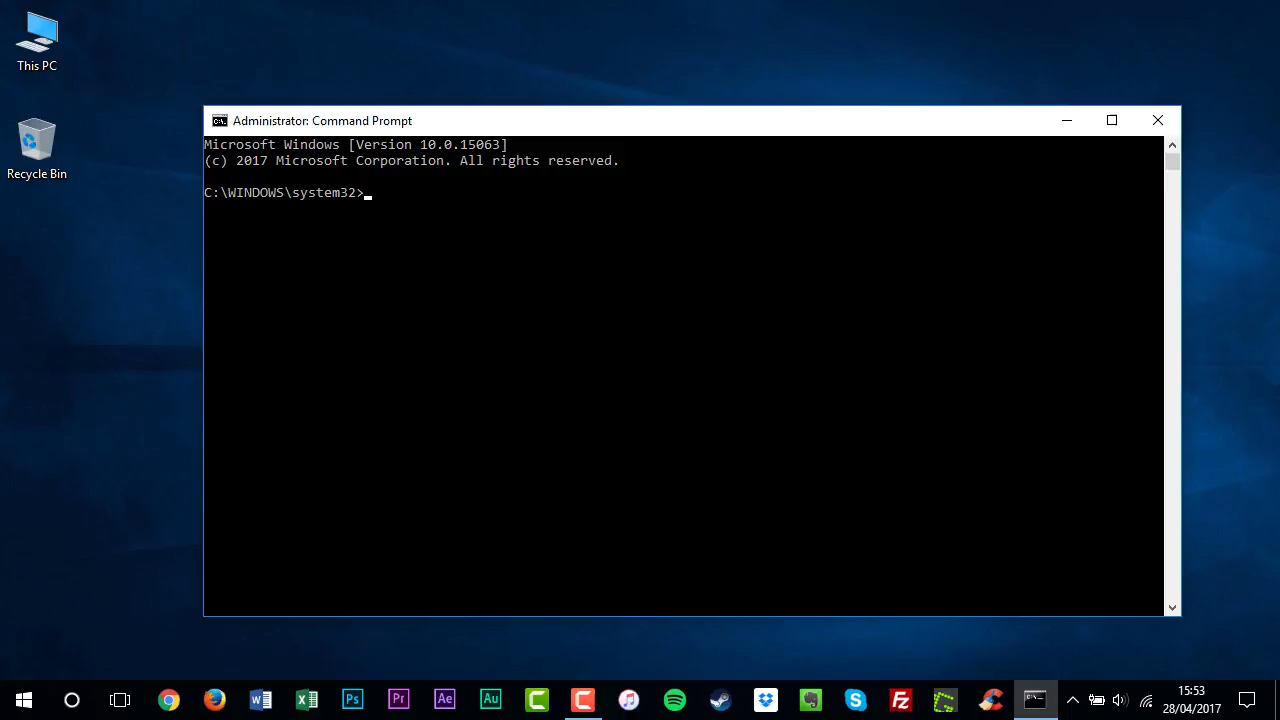 This PC
Recycle Bin
Administrator: Command Prompt
Microsoft Windows [Version 10.0.15063]
(c) 2017 Microsoft Corporation. All rights reserved.
C:\WINDOWS\system32>
Ps
Pr
Ae
Au
15:53
28/04/2017